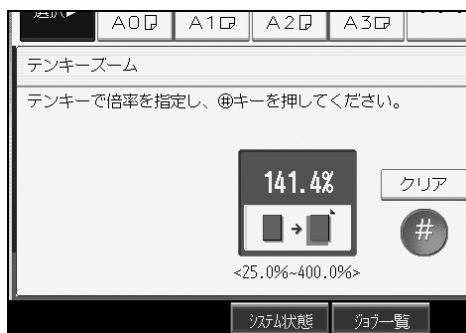 選択▶ A0 A1 A2 A3
テンキーズーム
テンキーで倍率を指定し、#キーを押してください。
141.4%
クリア
#
<25.0%~400.0%>
システム状態 ジョブ一覧